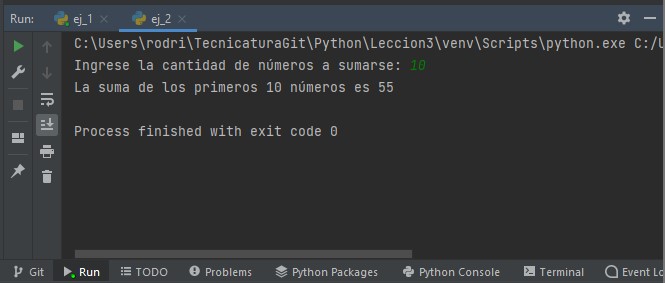 Run: ej_1 ej_2
C:\Users\rodri\TecnicaturaGit\Python\Leccion3\venv\Scripts\python.exe C:/
Ingrese la cantidad de números a sumarse: 10
La suma de los primeros 10 números es 55
Process finished with exit code 0
Git Run TODO Problems Python Packages Python Console Terminal Event